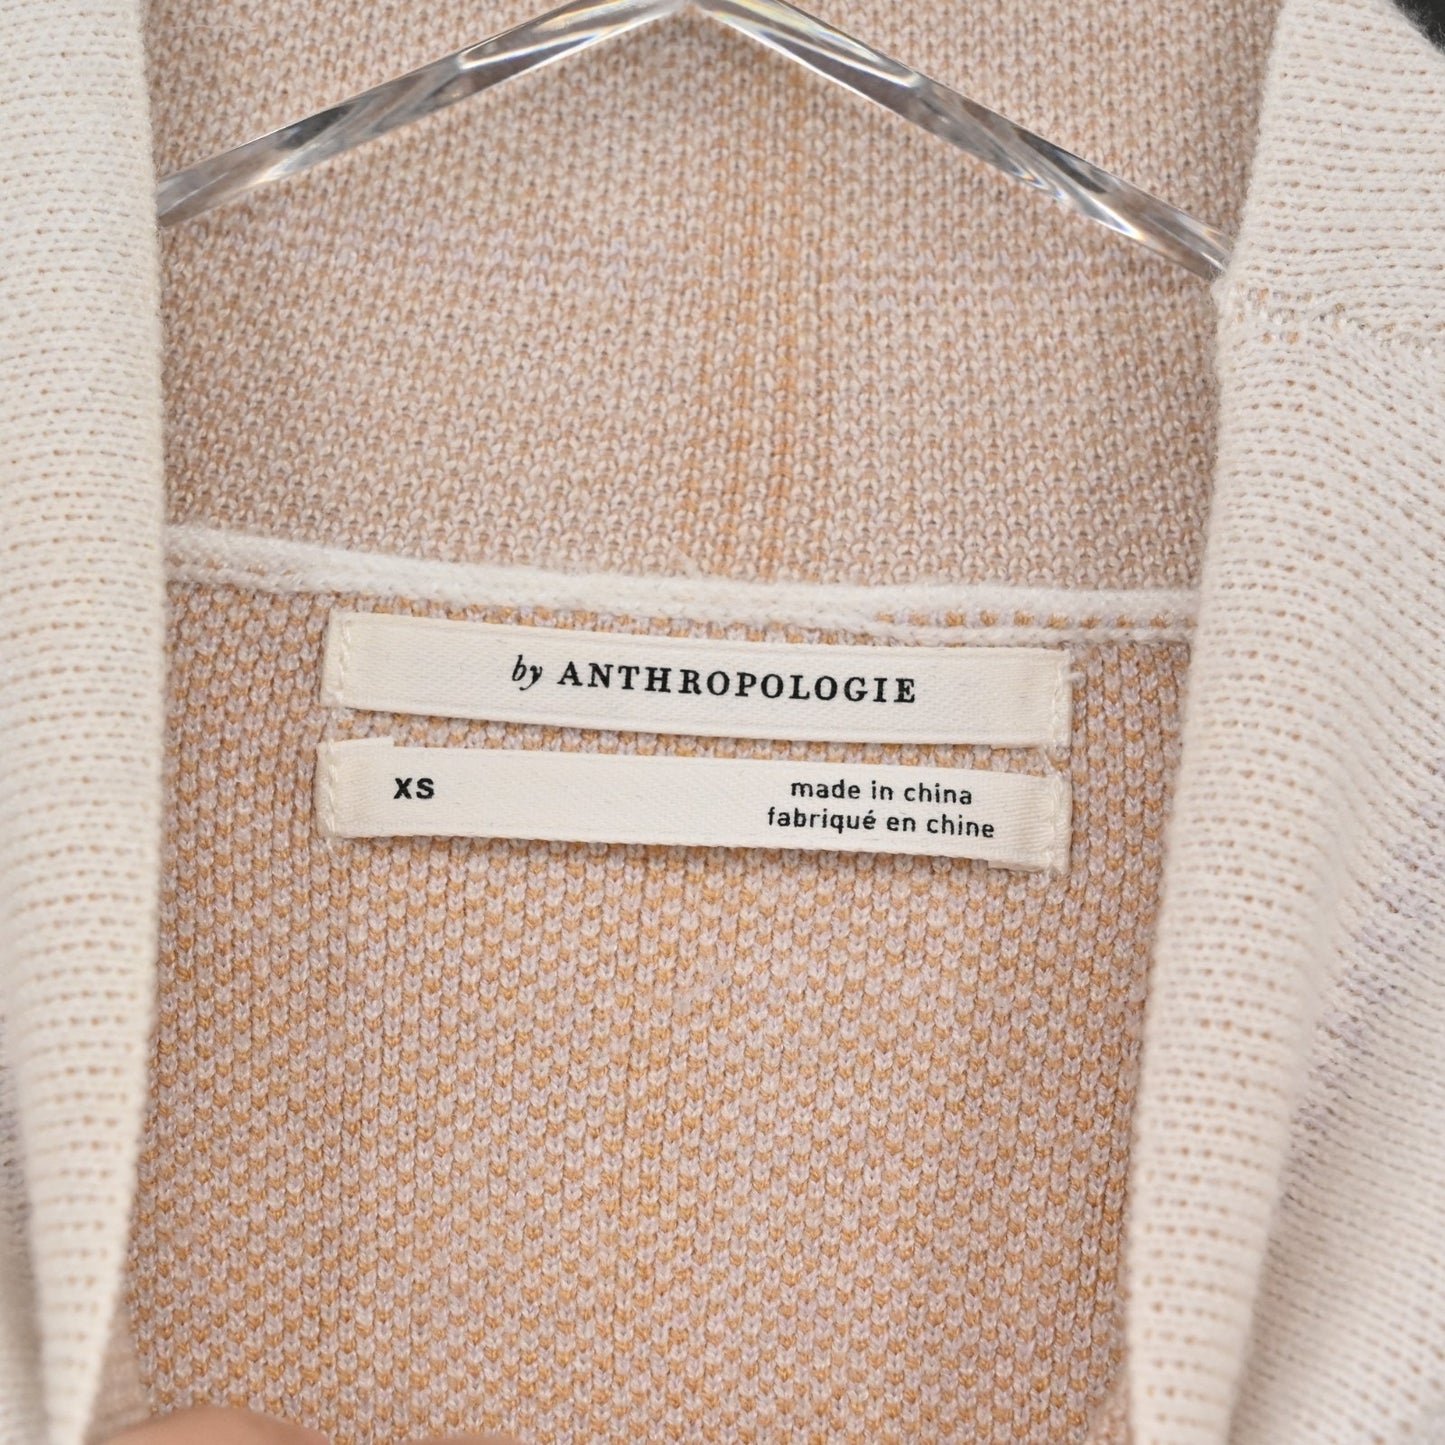 by ANTHROPOLOGIE
XS
made in china
fabriqué en chine